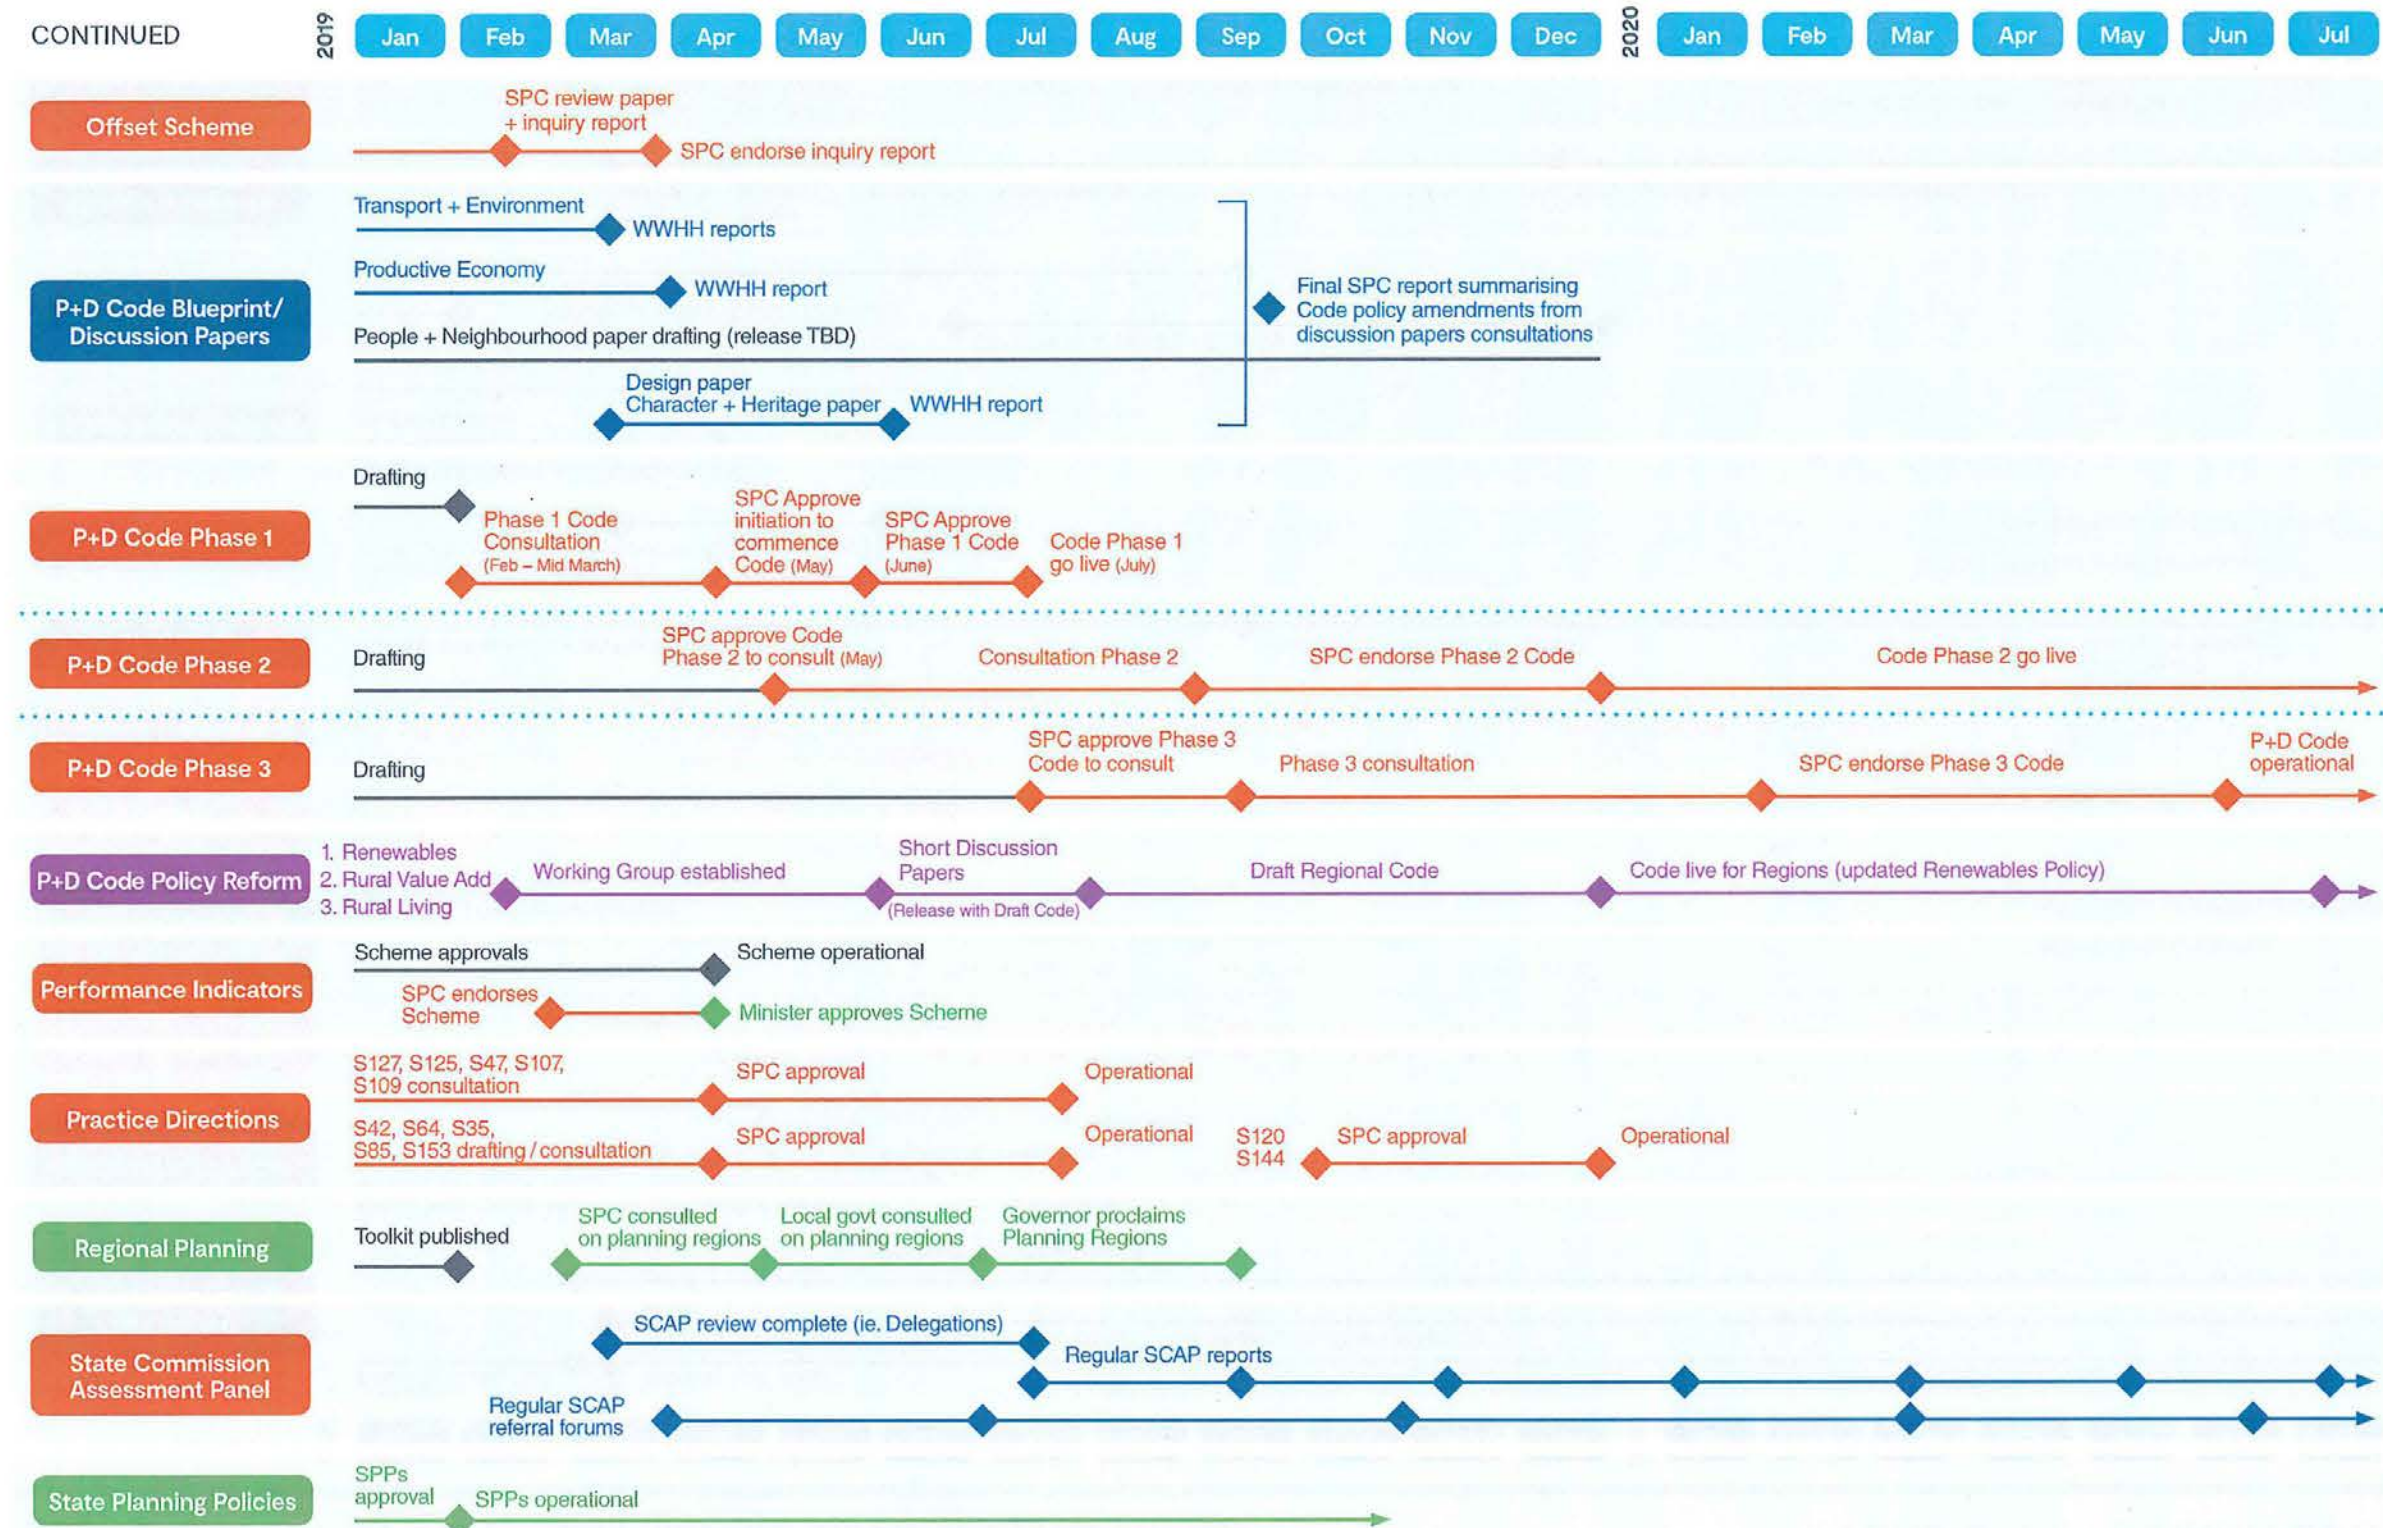 CONTINUED
2019
Jan
Feb
Mar
Apr
May
Jun
Jul
Aug
Sep
Oct
Nov
Dec
2020
Jan
Feb
Mar
Apr
May
Jun
Jul
Offset Scheme
SPC review paper
+ inquiry report
SPC endorse inquiry report
P+D Code Blueprint/
Discussion Papers
Transport + Environment
WWHH reports
Productive Economy
WWHH report
People + Neighbourhood paper drafting (release TBD)
Design paper
Character + Heritage paper
WWHH report
Final SPC report summarising
Code policy amendments from
discussion papers consultations
P+D Code Phase 1
Drafting
Phase 1 Code
Consultation
(Feb – Mid March)
SPC Approve
initiation to
commence
Code (May)
SPC Approve
Phase 1 Code
(June)
Code Phase 1
go live (July)
P+D Code Phase 2
Drafting
SPC approve Code
Phase 2 to consult (May)
Consultation Phase 2
SPC endorse Phase 2 Code
Code Phase 2 go live
P+D Code Phase 3
Drafting
SPC approve Phase 3
Code to consult
Phase 3 consultation
SPC endorse Phase 3 Code
P+D Code
operational
P+D Code Policy Reform
1. Renewables
2. Rural Value Add
3. Rural Living
Working Group established
Short Discussion
Papers
(Release with Draft Code)
Draft Regional Code
Code live for Regions (updated Renewables Policy)
Performance Indicators
Scheme approvals
Scheme operational
SPC endorses
Scheme
Minister approves Scheme
Practice Directions
S127, S125, S47, S107,
S109 consultation
SPC approval
Operational
S42, S64, S35,
S85, S153 drafting / consultation
SPC approval
Operational
S120
S144
SPC approval
Operational
Regional Planning
Toolkit published
SPC consulted
on planning regions
Local govt consulted
on planning regions
Governor proclaims
Planning Regions
State Commission
Assessment Panel
SCAP review complete (ie. Delegations)
Regular SCAP reports
Regular SCAP
referral forums
State Planning Policies
SPPs
approval
SPPs operational